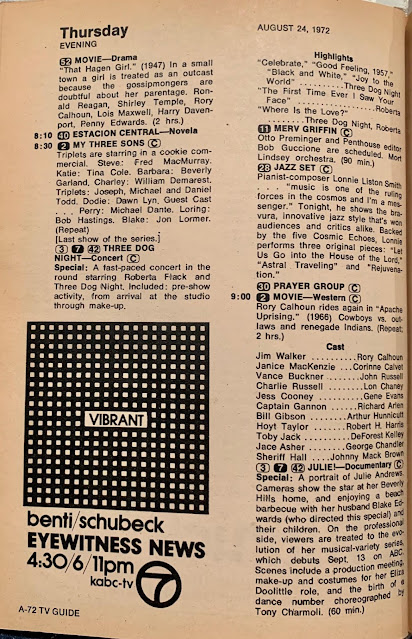 Thursday
EVENING
AUGUST 24, 1972
52 MOVIE—Drama
"That Hagen Girl." (1947) In a small
town a girl is treated as an outcast
because the gossipmongers are
doubtful about her parentage. Ron-
ald Reagan, Shirley Temple, Rory
Calhoun, Lois Maxwell, Harry Daven-
port, Penny Edwards. (2 hrs.)
8:10 40 ESTACION CENTRAL—Novela
8:30 2 MY THREE SONS C
Triplets are starring in a cookie com-
mercial. Steve: Fred MacMurray.
Katie: Tina Cole. Barbara: Beverly
Garland, Charley: William Demarest.
Triplets: Joseph, Michael and Daniel
Todd. Dodie: Dawn Lyn, Guest Cast
. . . Perry: Michael Dante. Loring:
Bob Hastings. Blake: Jon Lormer.
(Repeat)
[Last show of the series.]
3 7 42 THREE DOG
NIGHT—Concert C
Special: A fast-paced concert in the
round starring Roberta Flack and
Three Dog Night. Included: pre-show
activity, from arrival at the studio
through make-up.
VIBRANT
benti/schubeck
EYEWITNESS NEWS
4:30/6/11pm
kabc-tv 7
A-72 TV GUIDE
Highlights
"Celebrate," "Good Feeling, 1957,"
"Black and White," "Joy to the
World" ........Three Dog Night
"The First Time Ever I Saw Your
Face" ..................Roberta
"Where Is the Love?"
........Three Dog Night, Roberta
11 MERV GRIFFIN C
Otto Preminger and Penthouse editor
Bob Guccione are scheduled. Mort
Lindsey orchestra. (90 min.)
28 JAZZ SET C
Pianist-composer Lonnie Liston Smith
. . . "music is one of the ruling
forces in the cosmos and I'm a mes-
senger." Tonight, he shows the bra-
vura, innovative jazz style that's won
audiences and critics alike. Backed
by the five Cosmic Echoes, Lonnie
performs three original pieces: "Let
Us Go into the House of the Lord,"
"Astral Traveling" and "Rejuvena-
tion."
30 PRAYER GROUP C
9:00 2 MOVIE—Western C
Rory Calhoun rides again in "Apache
Uprising." (1966) Cowboys vs. out-
laws and renegade Indians. (Repeat;
2 hrs.)
Cast
Jim Walker ..........Rory Calhoun
Janice MacKenzie ...Corinne Calvet
Vance Buckner ........John Russell
Charlie Russell ........Lon Chaney
Jess Cooney ..........Gene Evans
Captain Gannon ......Richard Arlen
Bill Gibson ........Arthur Hunnicutt
Hoyt Taylor ........Robert H. Harris
Toby Jack ..........DeForest Kelley
Jace Asher ........George Chandler
Sheriff Hall ....Johnny Mack Brown
3 7 42 JULIE!—Documentary C
Special: A portrait of Julie Andrews.
Cameras show the star at her Beverly
Hills home, and enjoying a beach
barbecue with her husband Blake Ed-
wards (who directed this special) and
their children. On the professional
side, viewers are treated to the evo-
lution of her musical-variety series,
which debuts Sept. 13 on ABC.
Scenes include a production meeting,
make-up and costumes for her Eliza
Doolittle role, and the birth of a
dance number choreographed by
Tony Charmoli. (60 min.)